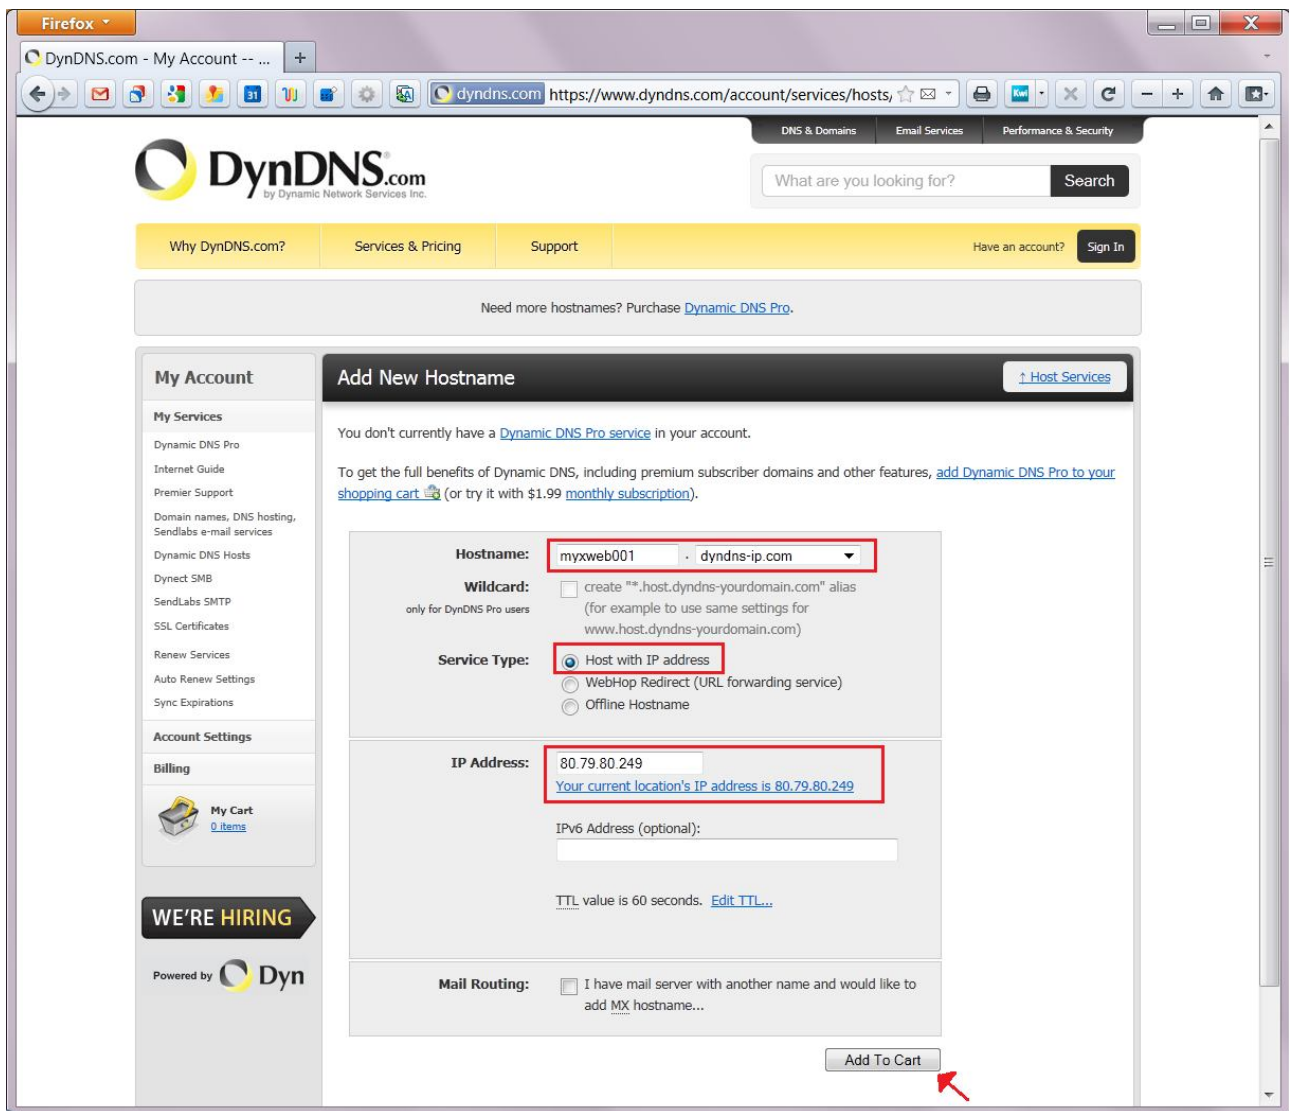 Firefox
DynDNS.com - My Account -- ...
dyndns.com https://www.dyndns.com/account/services/hosts/
DNS & Domains Email Services Performance & Security
DynDNS.com
by Dynamic Network Services Inc.
What are you looking for? Search
Why DynDNS.com? Services & Pricing Support Have an account? Sign In
Need more hostnames? Purchase Dynamic DNS Pro.
My Account
My Services
Dynamic DNS Pro
Internet Guide
Premier Support
Domain names, DNS hosting,
Sendlabs e-mail services
Dynamic DNS Hosts
Dynect SMB
SendLabs SMTP
SSL Certificates
Renew Services
Auto Renew Settings
Sync Expirations
Account Settings
Billing
My Cart
0 items
WE'RE HIRING
Powered by Dyn
Add New Hostname ↑ Host Services
You don't currently have a Dynamic DNS Pro service in your account.
To get the full benefits of Dynamic DNS, including premium subscriber domains and other features, add Dynamic DNS Pro to your
shopping cart (or try it with $1.99 monthly subscription).
Hostname: myxweb001 . dyndns-ip.com
Wildcard: create "*.host.dyndns-yourdomain.com" alias
only for DynDNS Pro users (for example to use same settings for
www.host.dyndns-yourdomain.com)
Service Type: Host with IP address
WebHop Redirect (URL forwarding service)
Offline Hostname
IP Address: 80.79.80.249
Your current location's IP address is 80.79.80.249
IPv6 Address (optional):
TTL value is 60 seconds. Edit TTL...
Mail Routing: I have mail server with another name and would like to
add MX hostname...
Add To Cart